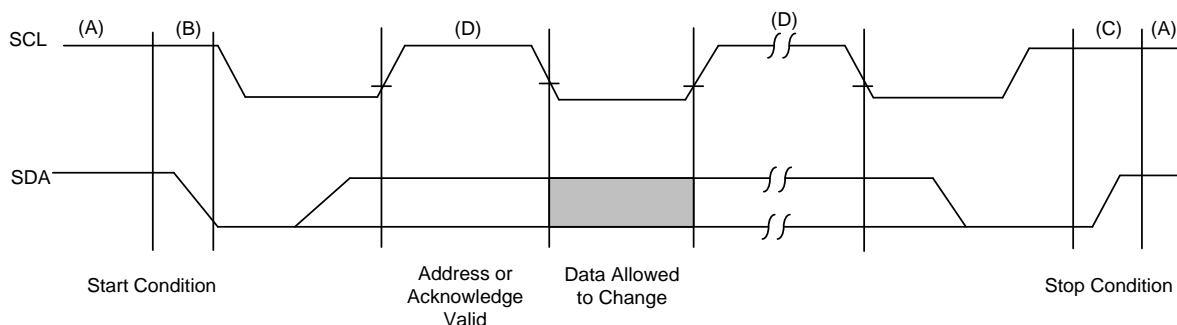 (A) (B) (D) (D) (C) (A)
SCL
SDA
Start Condition
Address or
Acknowledge
Valid
Data Allowed
to Change
Stop Condition